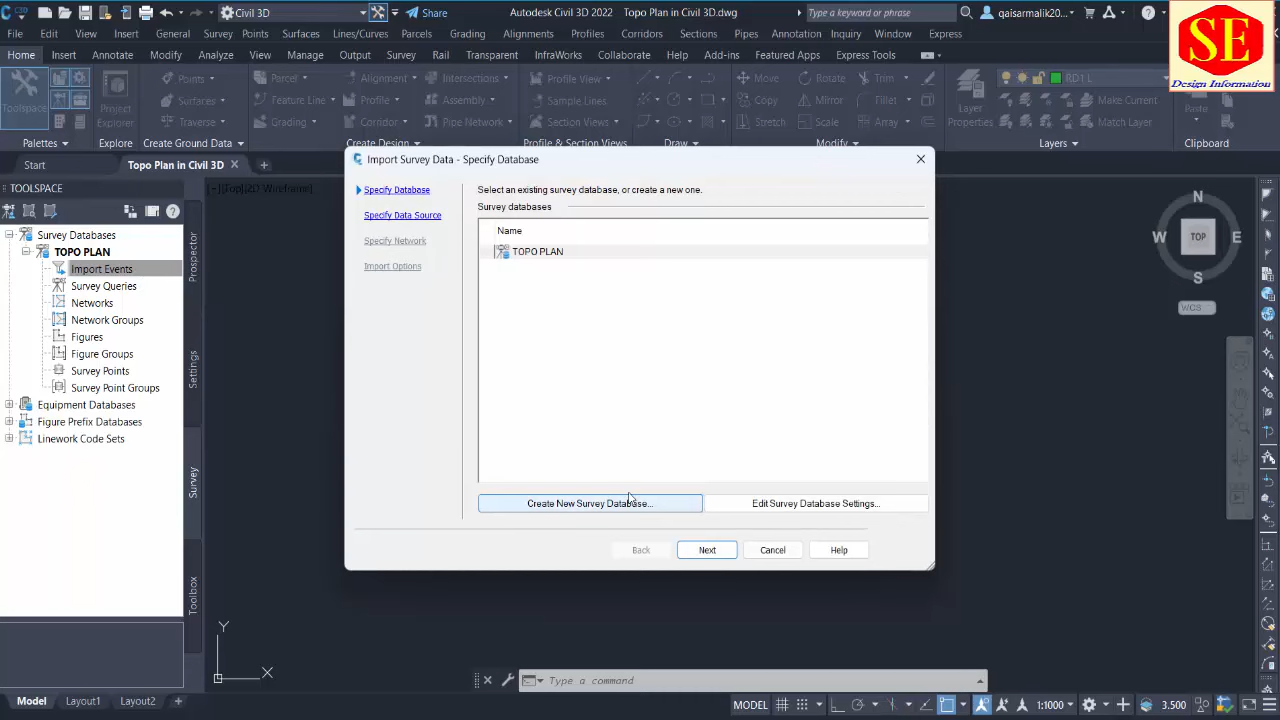 Civil 3D
Share
Autodesk Civil 3D 2022 Topo Plan in Civil 3D.dwg
Type a keyword or phrase
qaisarmalik20...
File Edit View Insert General Survey Points Surfaces Lines/Curves Parcels Grading Alignments Profiles Corridors Sections Pipes Annotation Inquiry Window Express
SE
Design Information
Home Insert Annotate Modify Analyze View Manage Output Survey Rail Transparent InfraWorks Collaborate Help Add-ins Featured Apps Express Tools
Toolspace
Project Explorer
Points Parcel Alignment Intersections Profile View Move Rotate Trim
Surfaces Feature Line Profile Assembly Sample Lines Copy Mirror Fillet
Traverse Grading Corridor Pipe Network Section Views Stretch Scale Array
Layer Properties
RD1 L
Make Current
Match Layer
Paste
Palettes Explore Create Ground Data Create Design Profile & Section Views Draw Modify Layers Clipboard
Start Topo Plan in Civil 3D
[-][Top][2D Wireframe]
TOOLSPACE
Survey Databases
TOPO PLAN
Import Events
Survey Queries
Networks
Network Groups
Figures
Figure Groups
Survey Points
Survey Point Groups
Equipment Databases
Figure Prefix Databases
Linework Code Sets
Prospector
Settings
Survey
Toolbox
Import Survey Data - Specify Database
Specify Database
Specify Data Source
Specify Network
Import Options
Select an existing survey database, or create a new one.
Survey databases
Name
TOPO PLAN
Create New Survey Database...
Edit Survey Database Settings...
Back Next Cancel Help
N
W TOP E
S
WCS
Y
X
Type a command
Model Layout1 Layout2
MODEL
1:1000
3.500